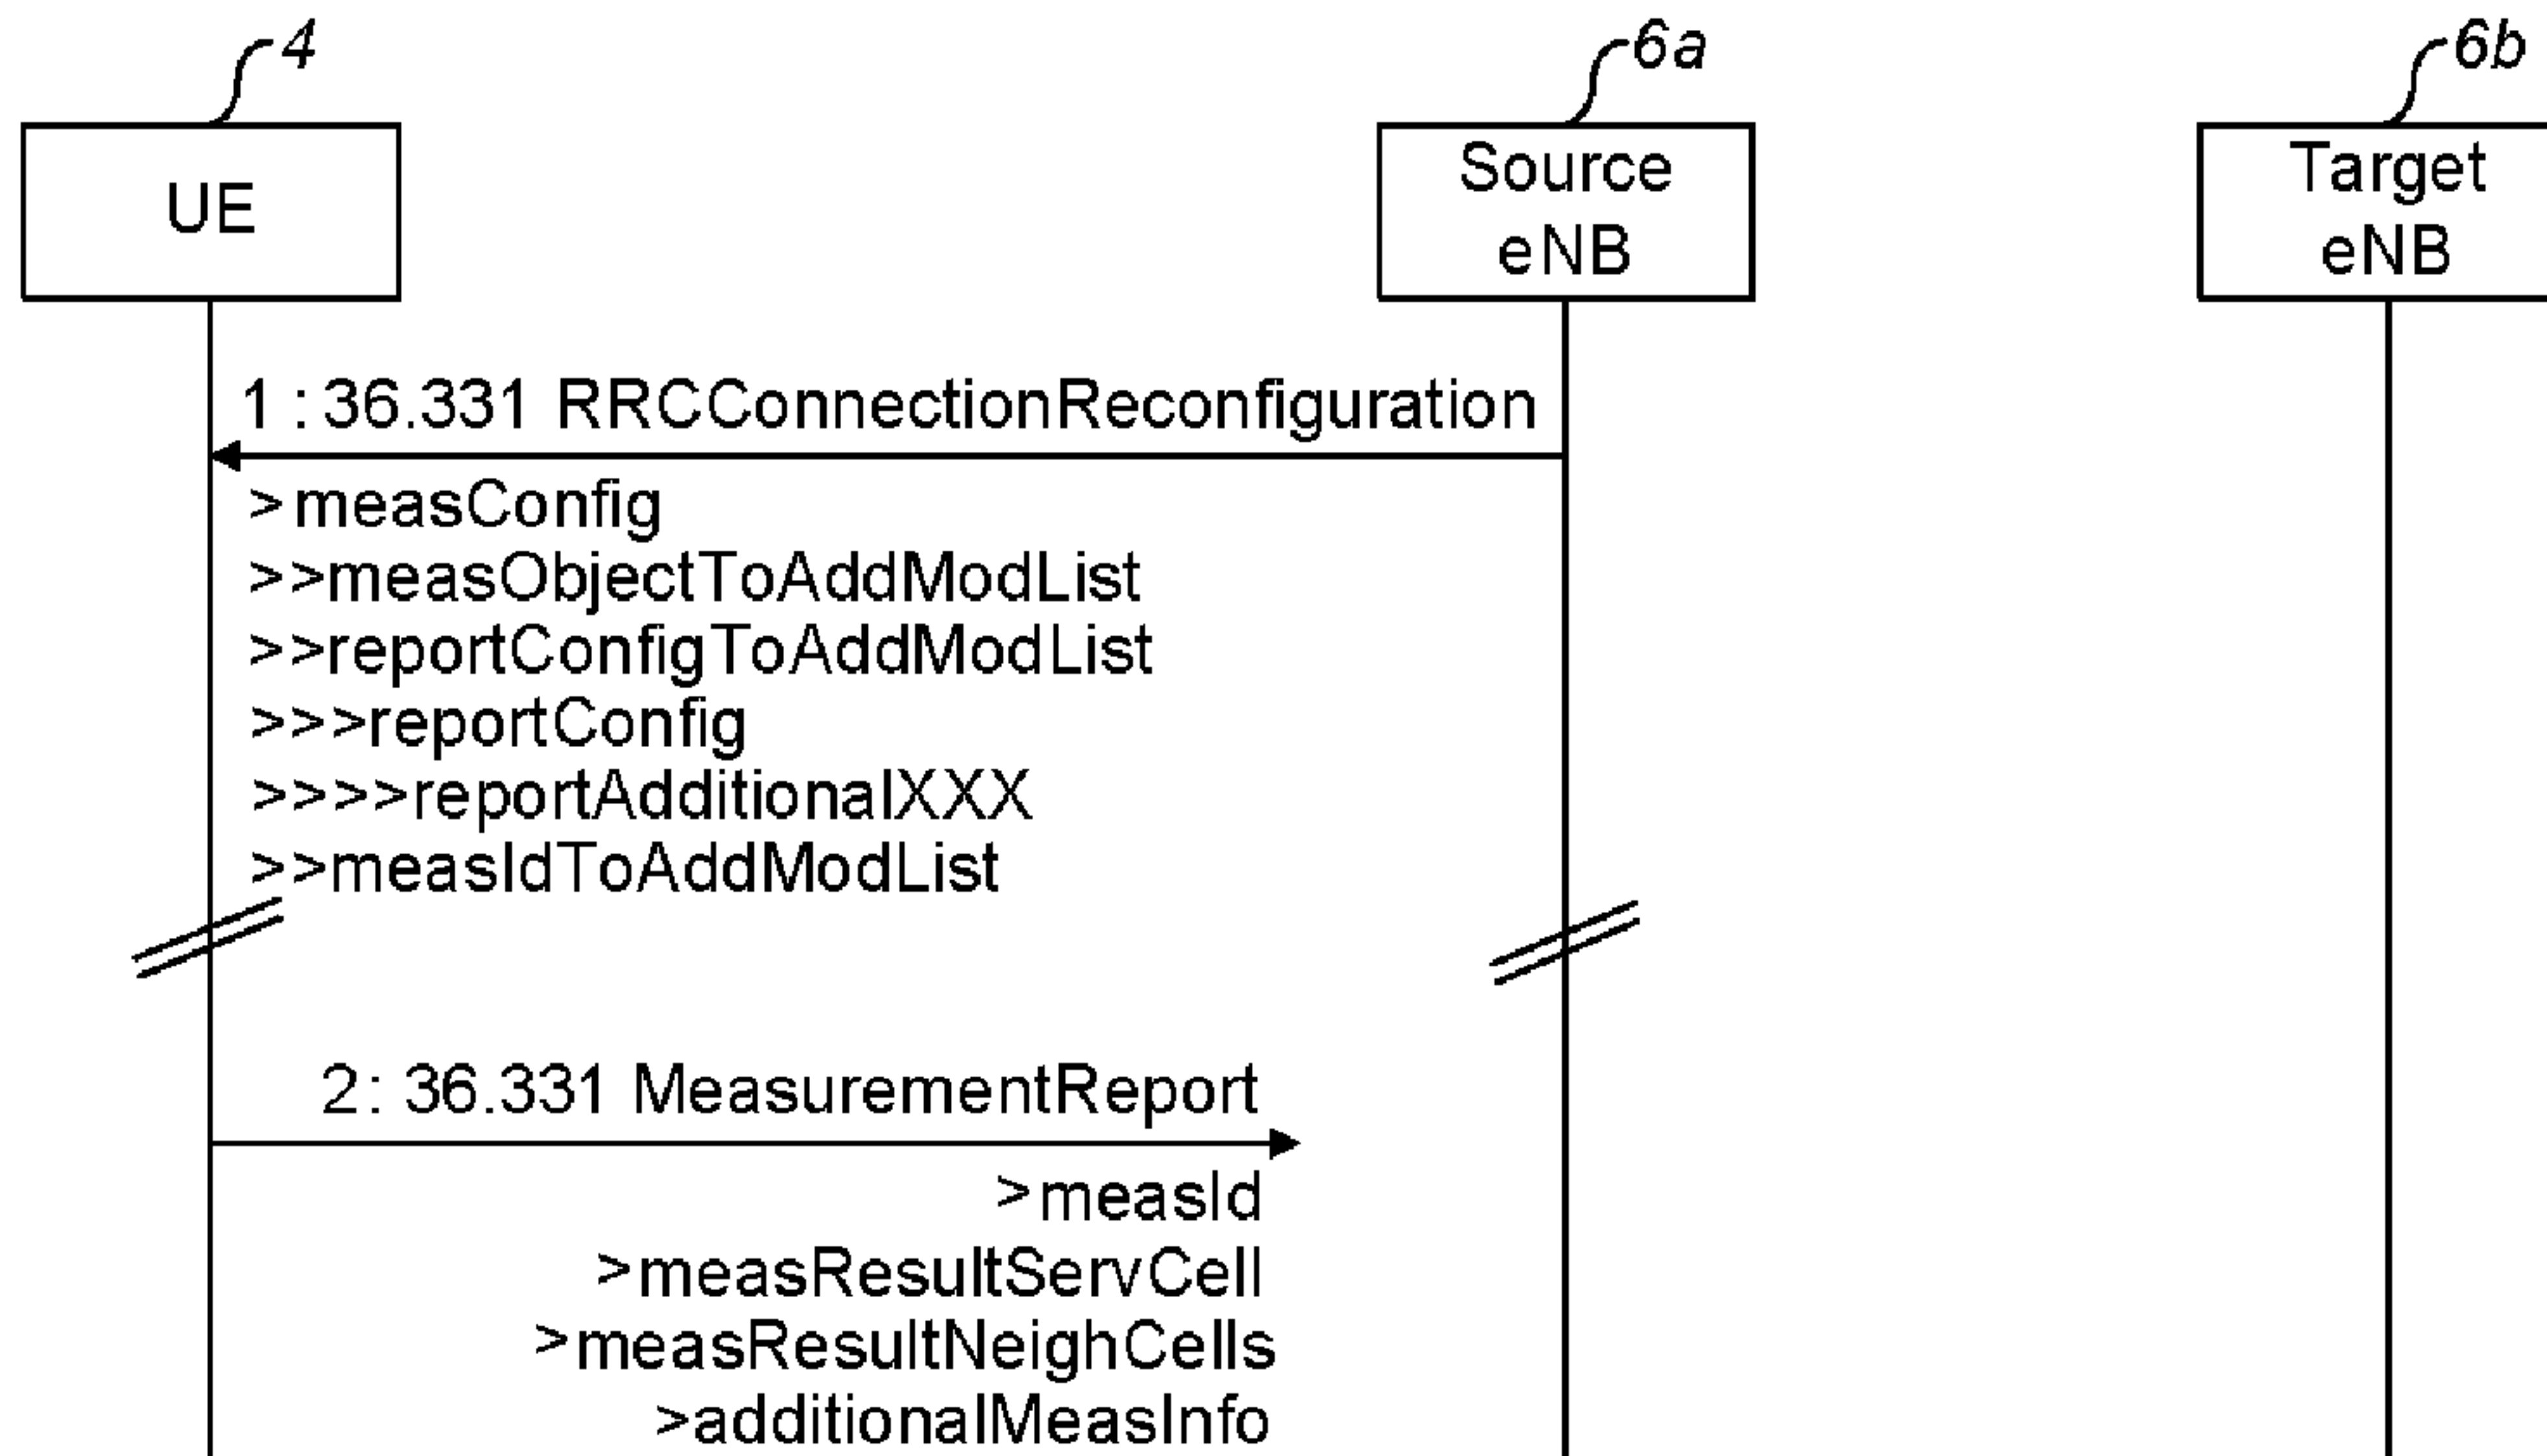 4
6a
6b
UE
Source
eNB
Target
eNB
1 : 36.331 RRCConnectionReconfiguration
>measConfig
>>measObjectToAddModList
>>reportConfigToAddModList
>>>reportConfig
>>>>reportAdditionalXXX
>>measIdToAddModList
2: 36.331 MeasurementReport
>measId
>measResultServCell
>measResultNeighCells
>additionalMeasInfo